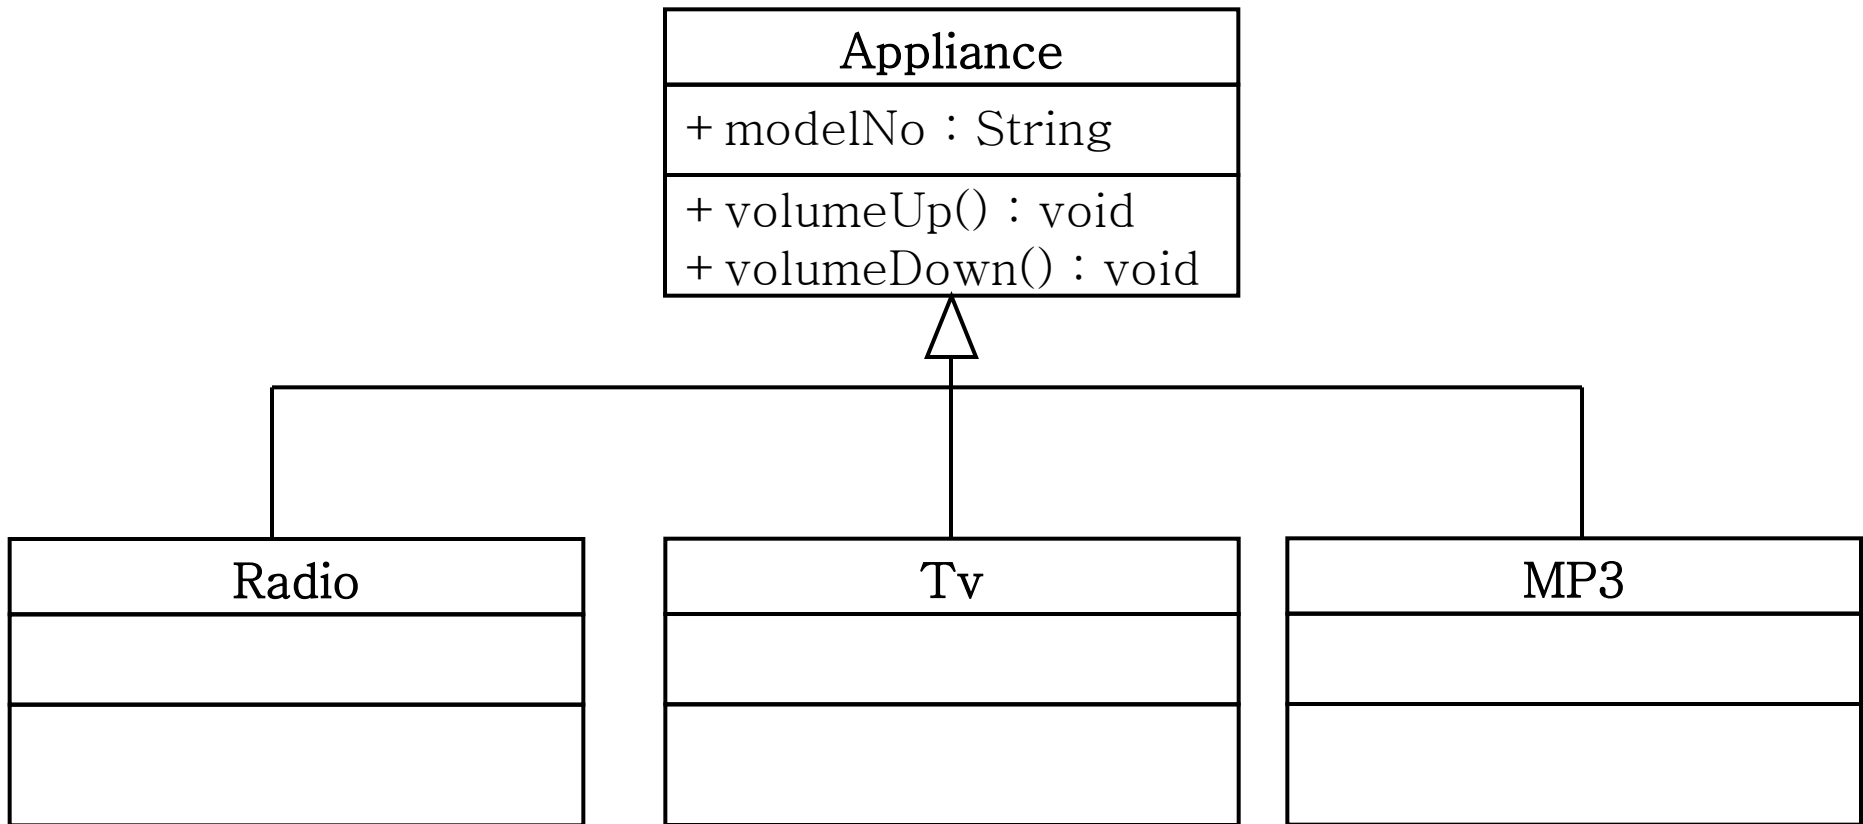 Appliance
+ modelNo : String
+ volumeUp() : void
+ volumeDown() : void
Radio
Tv
MP3